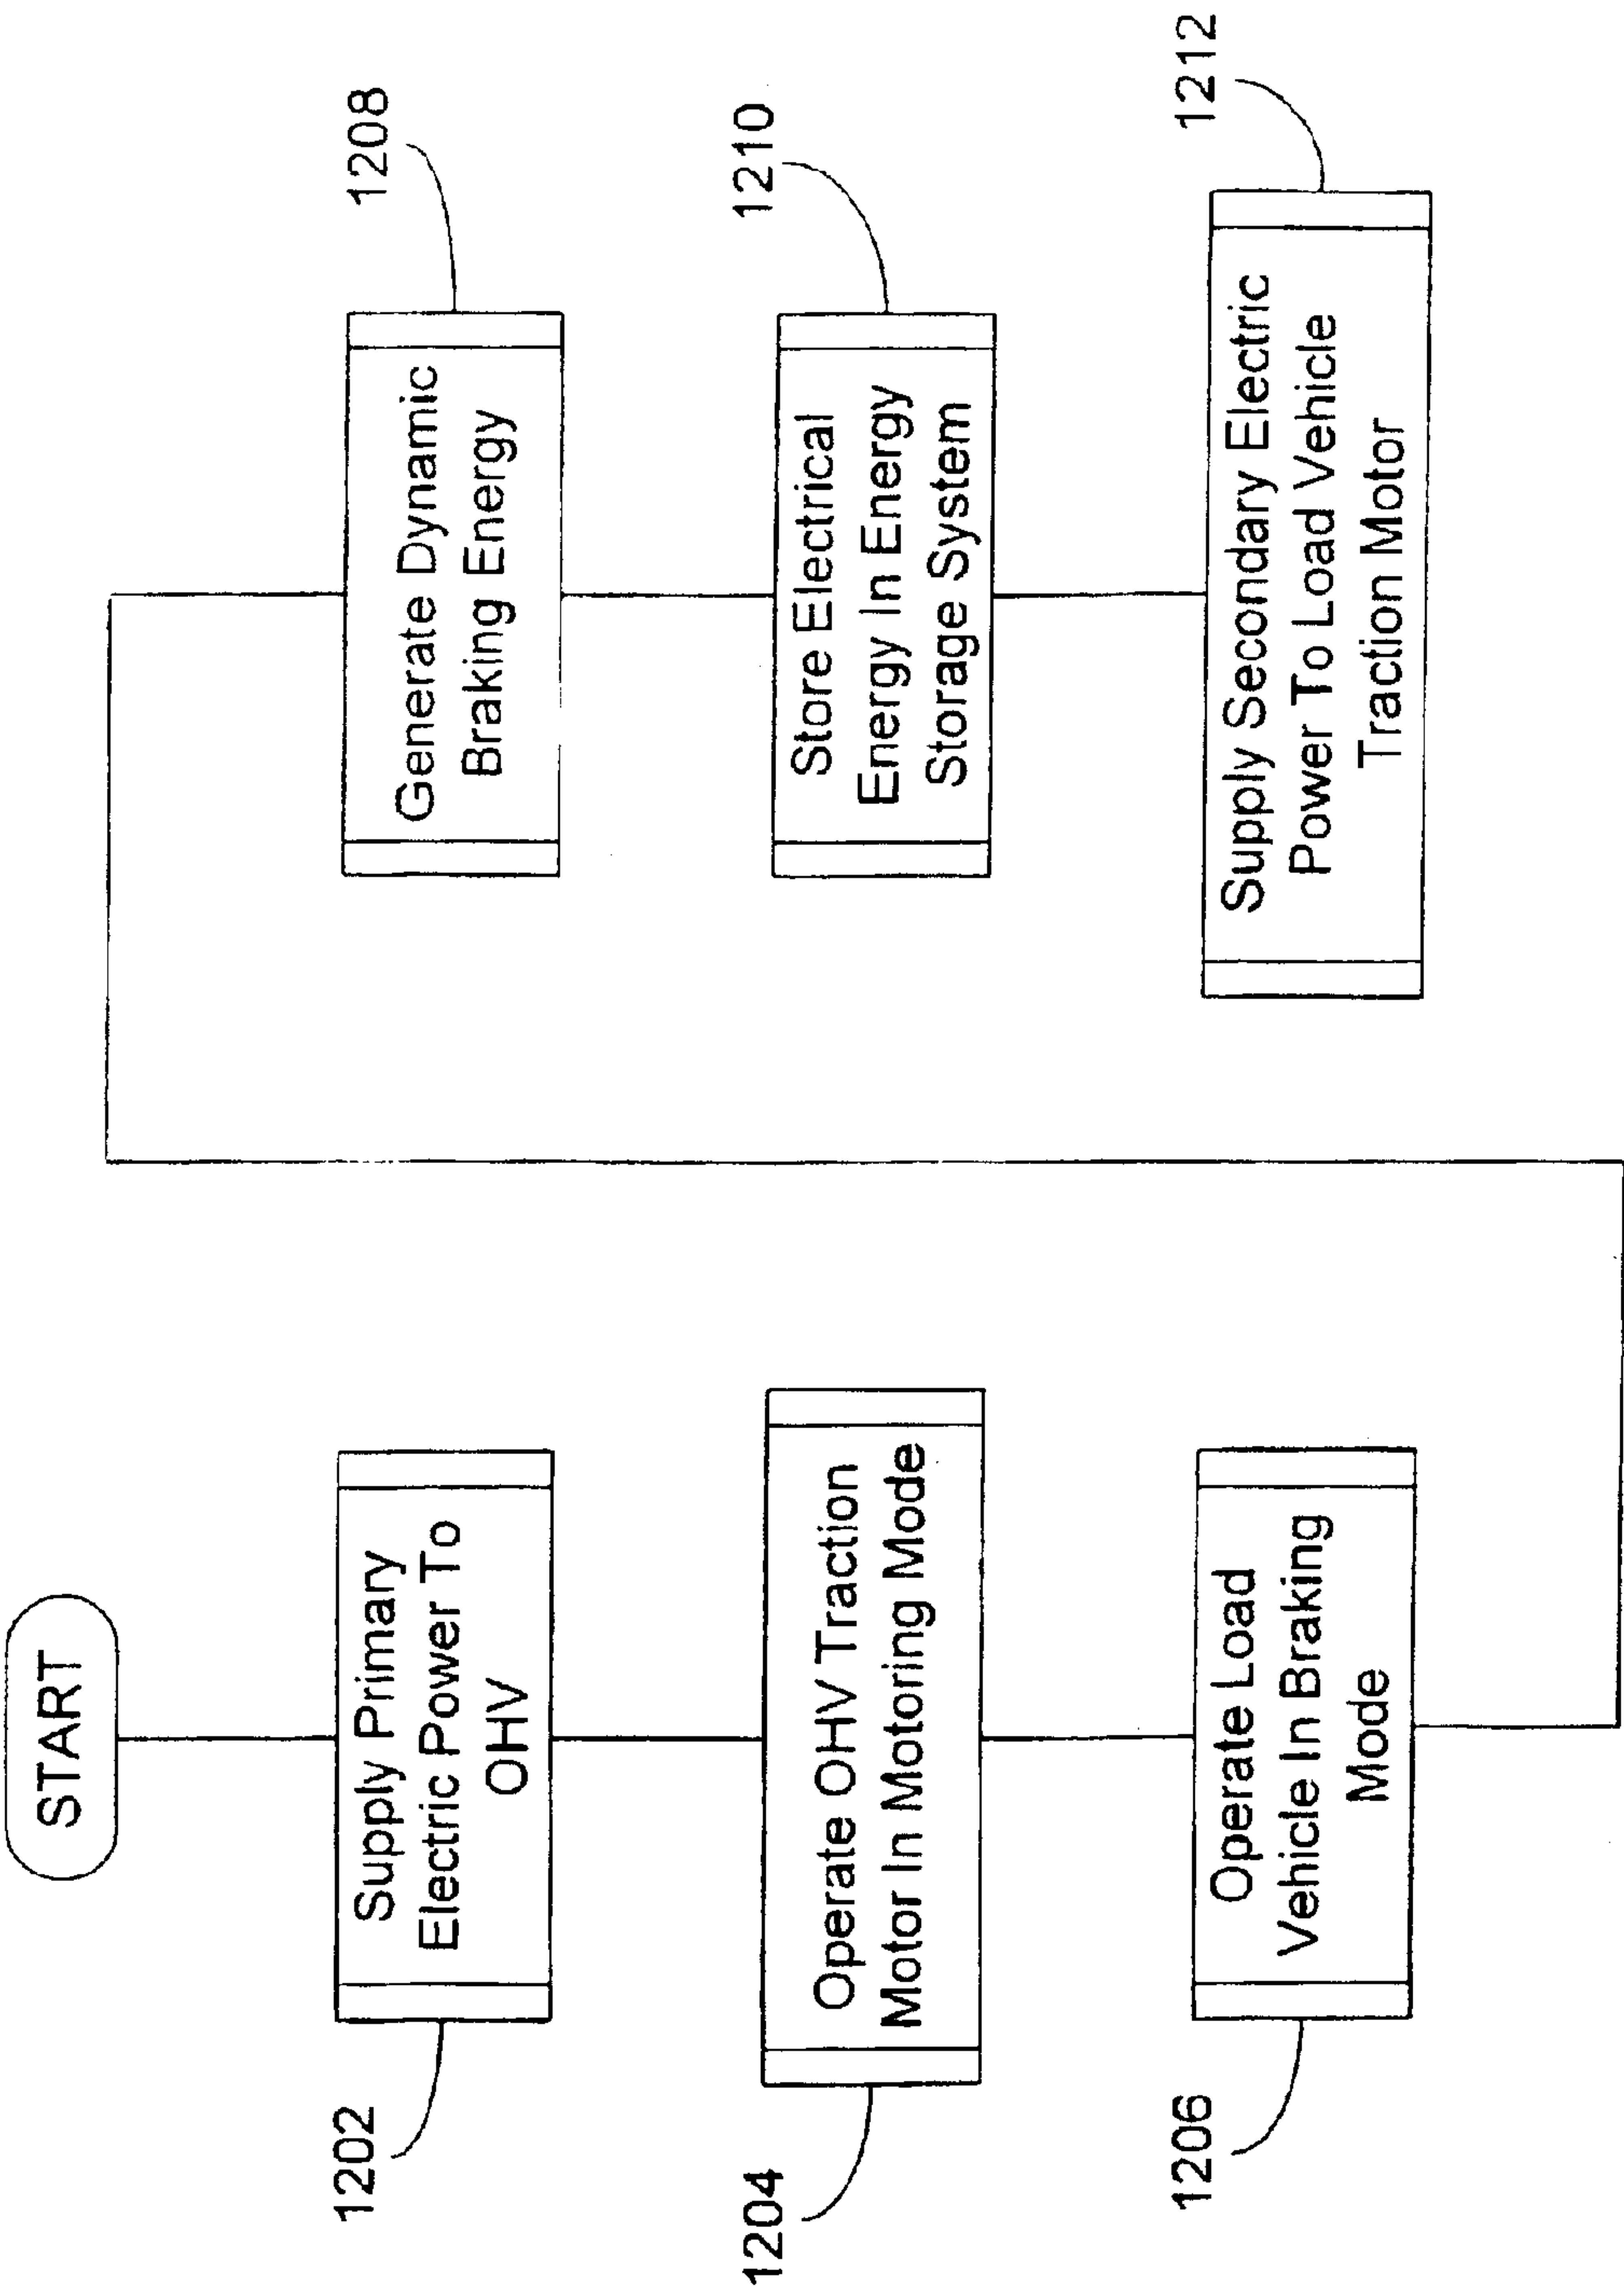 START
1202
Supply Primary
Electric Power To
OHV
1204
Operate OHV Traction
Motor In Motoring Mode
1206
Operate Load
Vehicle In Braking
Mode
1208
Generate Dynamic
Braking Energy
1210
Store Electrical
Energy In Energy
Storage System
1212
Supply Secondary Electric
Power To Load Vehicle
Traction Motor